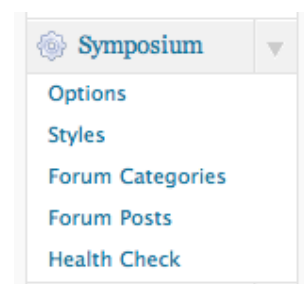 Symposium
Options
Styles
Forum Categories
Forum Posts
Health Check